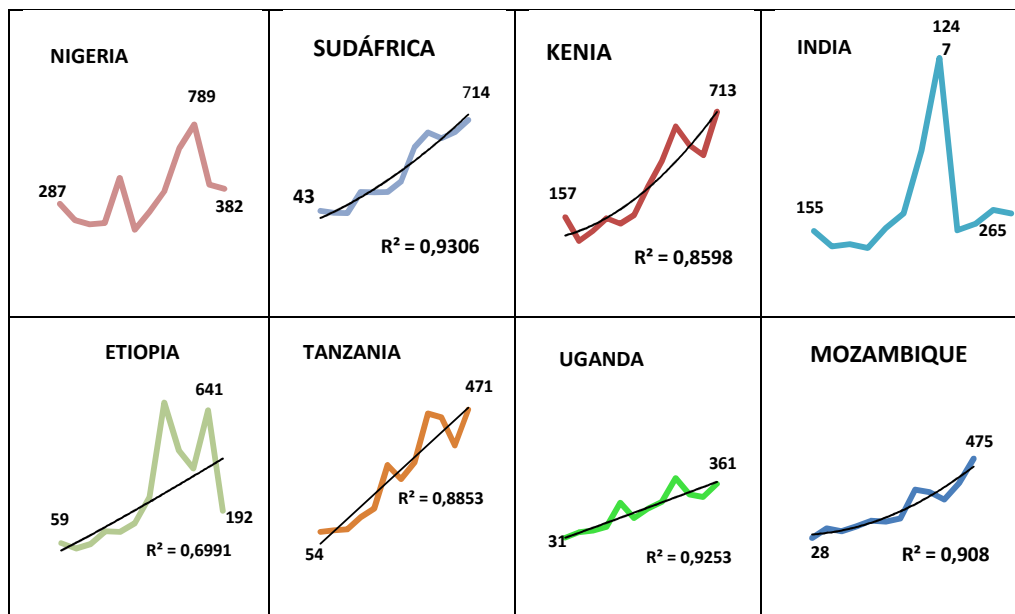 NIGERIA
789
287
382
SUDÁFRICA
714
43
R² = 0,9306
KENIA
713
157
R² = 0,8598
INDIA
124
7
155
265
ETIOPIA
641
59
192
R² = 0,6991
TANZANIA
471
R² = 0,8853
54
UGANDA
361
31
R² = 0,9253
MOZAMBIQUE
475
28
R² = 0,908